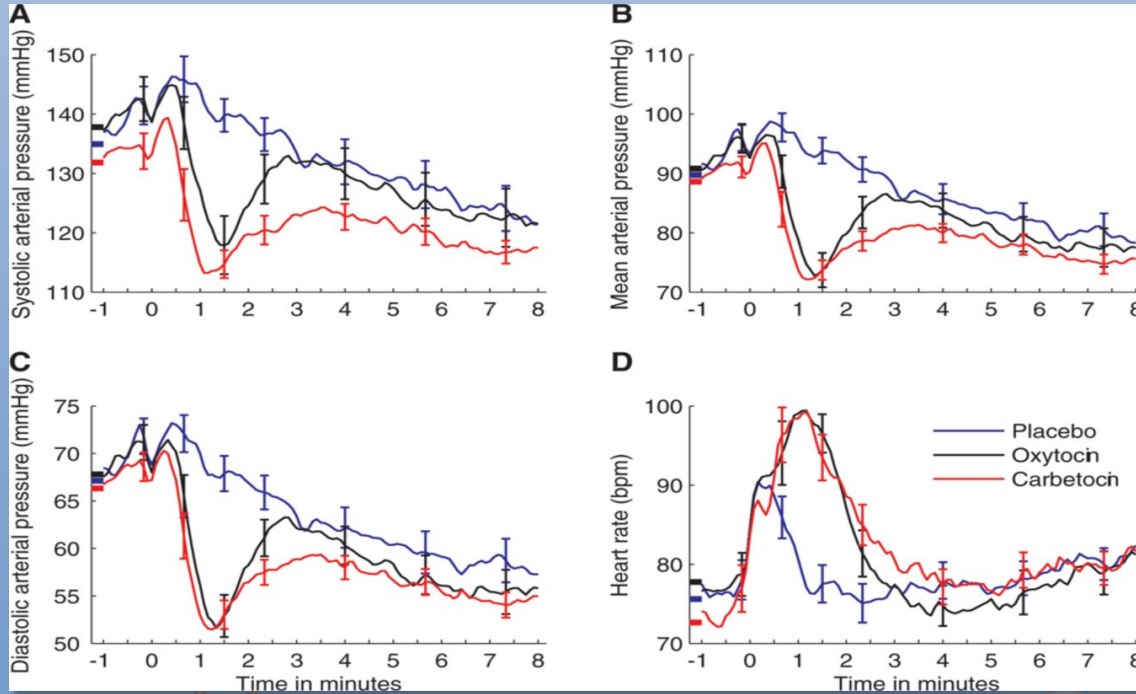 A
Systolic arterial pressure (mmHg)
150
140
130
120
110
-1 0 1 2 3 4 5 6 7 8
B
Mean arterial pressure (mmHg)
110
100
90
80
70
-1 0 1 2 3 4 5 6 7 8
C
Diastolic arterial pressure (mmHg)
75
70
65
60
55
50
-1 0 1 2 3 4 5 6 7 8
Time in minutes
D
Heart rate (bpm)
100
90
80
70
Placebo
Oxytocin
Carbetocin
-1 0 1 2 3 4 5 6 7 8
Time in minutes